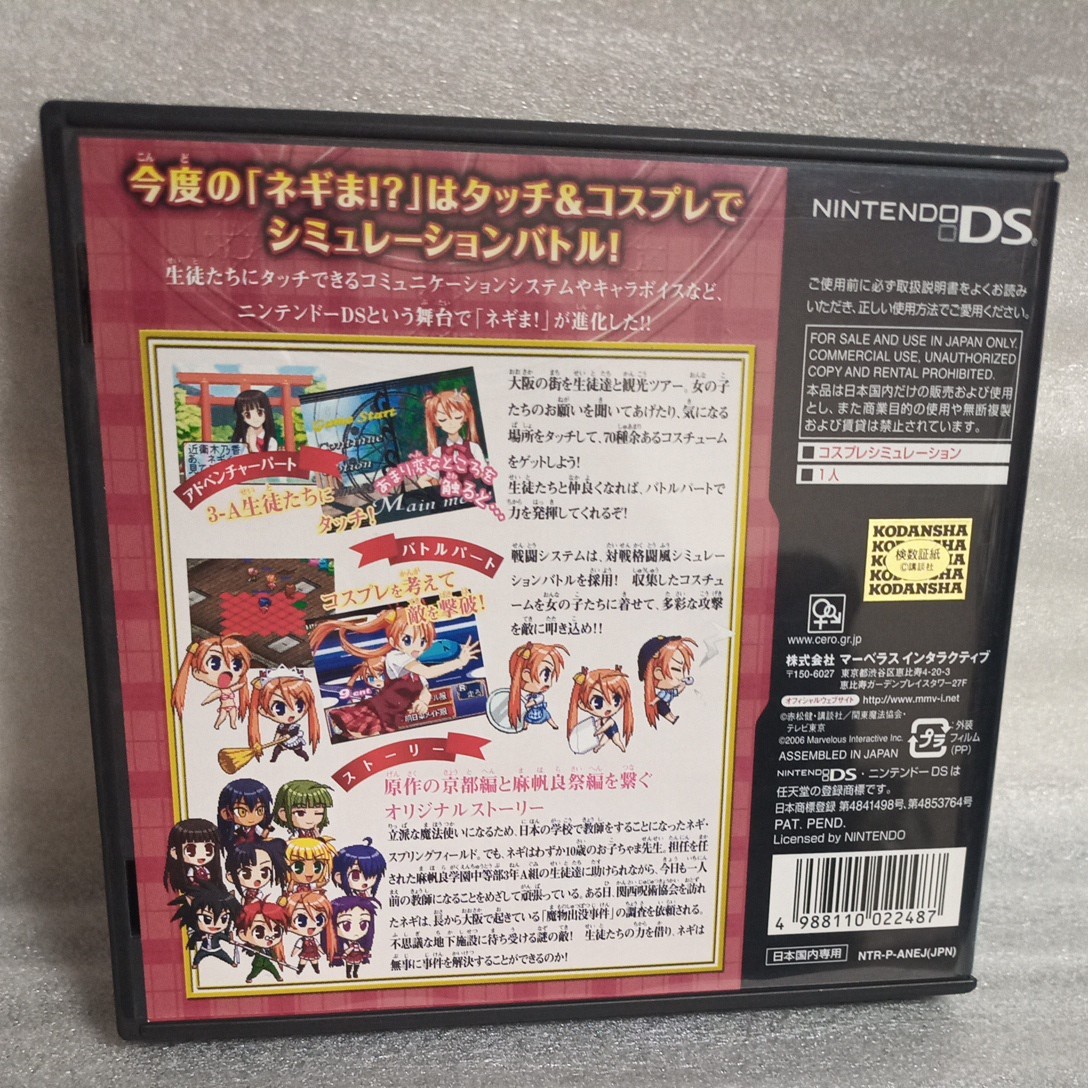 今度の「ネギま!?」はタッチ&コスプレで
シミュレーションバトル!
生徒たちにタッチできるコミュニケーションシステムやキャラボイスなど、
ニンテンドーDSという舞台で「ネギま!」が進化した!!
近衛木乃香
アドベンチャーパート
3-A生徒たちに
タッチ!
Game Start
Continue
Main me
あまり変なところを
触ると…
大阪の街を生徒達と観光ツアー。女の子
たちのお願いを聞いてあげたり、気になる
場所をタッチして、70種余あるコスチューム
をゲットしよう!
生徒たちと仲良くなれば、バトルパートで
力を発揮してくれるぞ!
バトルパート
コスプレを考えて
敵を撃破!
戦闘システムは、対戦格闘風シミュレー
ションバトルを採用! 収集したコスチュ
ームを女の子たちに着せて、多彩な攻撃
を敵に叩き込め!!
ストーリー
原作の京都編と麻帆良祭編を繋ぐ
オリジナルストーリー
立派な魔法使いになるため、日本の学校で教師をすることになったネギ・
スプリングフィールド。でも、ネギはわずか10歳のお子ちゃま先生。担任を任
された麻帆良学園中等部3年A組の生徒達に助けられながら、今日も一人
前の教師になることをめざして頑張っている。ある日、関西呪術協会を訪れ
たネギは、長から大阪で起きている「魔物出没事件」の調査を依頼される。
不思議な地下施設に待ち受ける謎の敵! 生徒たちの力を借り、ネギは
無事に事件を解決することができるのか!
NINTENDO DS
ご使用前に必ず取扱説明書をよくお読み
いただき、正しい使用方法でご愛用ください。
FOR SALE AND USE IN JAPAN ONLY.
COMMERCIAL USE, UNAUTHORIZED
COPY AND RENTAL PROHIBITED.
本品は日本国内だけの販売および使用
とし、また商業目的の使用や無断複製
および賃貸は禁止されています。
コスプレシミュレーション
1人
KODANSHA
検数証紙
©講談社
KODANSHA
KODANSHA
www.cero.gr.jp
株式会社 マーベラス インタラクティブ
〒150-6027 東京都渋谷区恵比寿4-20-3
恵比寿ガーデンプレイスタワー27F
オフィシャルウェブサイト http://www.mmv-i.net
©赤松健・講談社/関東魔法協会・
テレビ東京
©2006 Marvelous Interactive Inc.
ASSEMBLED IN JAPAN
プラ
:外装
フィルム
(PP)
NINTENDO DS・ニンテンドーDSは
任天堂の登録商標です。
日本商標登録 第4841498号、第4853764号
PAT. PEND.
Licensed by NINTENDO
4 988110 022487
日本国内専用 NTR-P-ANEJ(JPN)